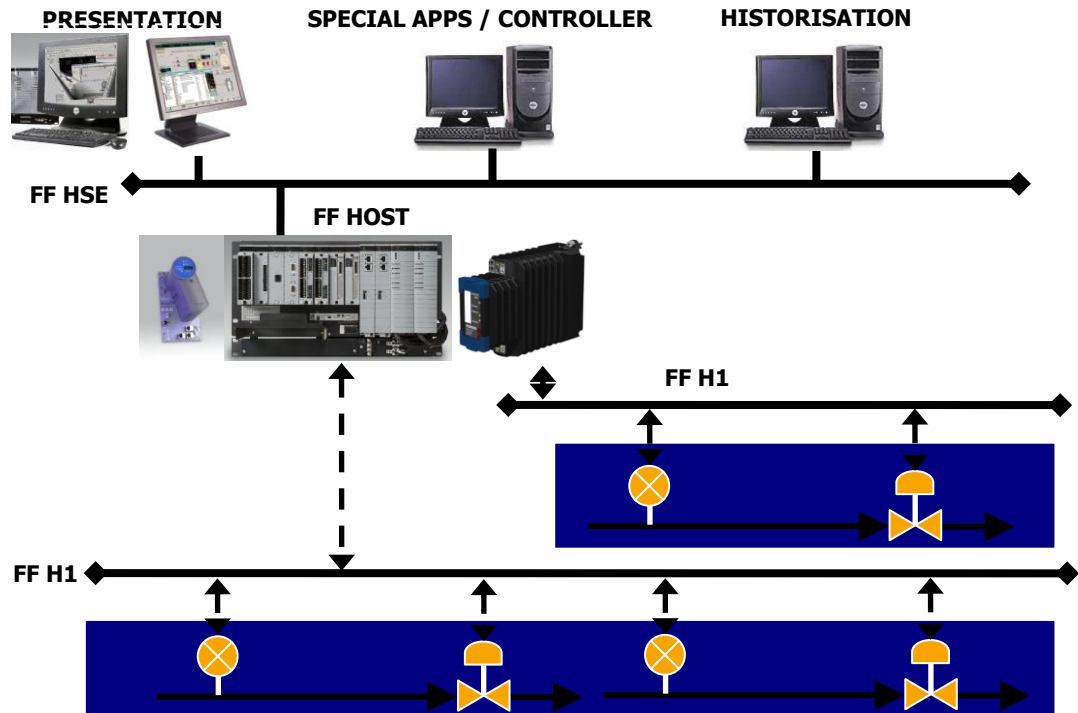 PRESENTATION
SPECIAL APPS / CONTROLLER
HISTORISATION
FF HSE
FF HOST
FF H1
FF H1